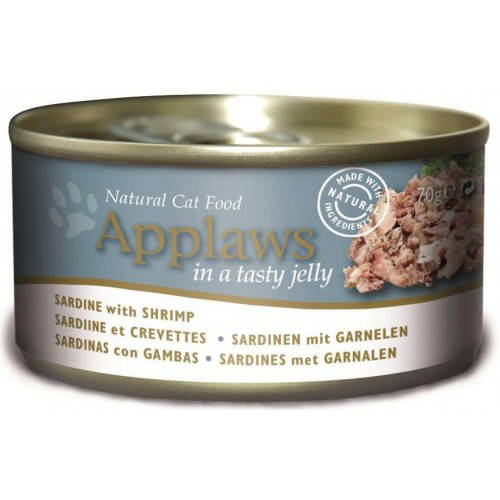 Natural Cat Food
Applaws
in a tasty jelly
MADE WITH
NATURAL
INGREDIENTS
70g e
SARDINE with SHRIMP
SARDIINE et CREVETTES • SARDINEN mit GARNELEN
SARDINAS con GAMBAS • SARDINES met GARNALEN